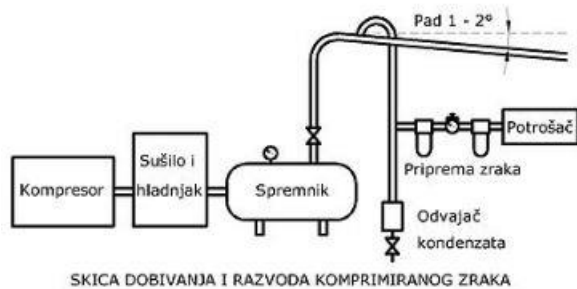 Pad 1 - 2°
Kompresor
Sušilo i
hladnjak
Spremnik
Potrošač
Priprema zraka
Odvajač
kondenzata
SKICA DOBIVANJA I RAZVODA KOMPRIMIRANOG ZRAKA